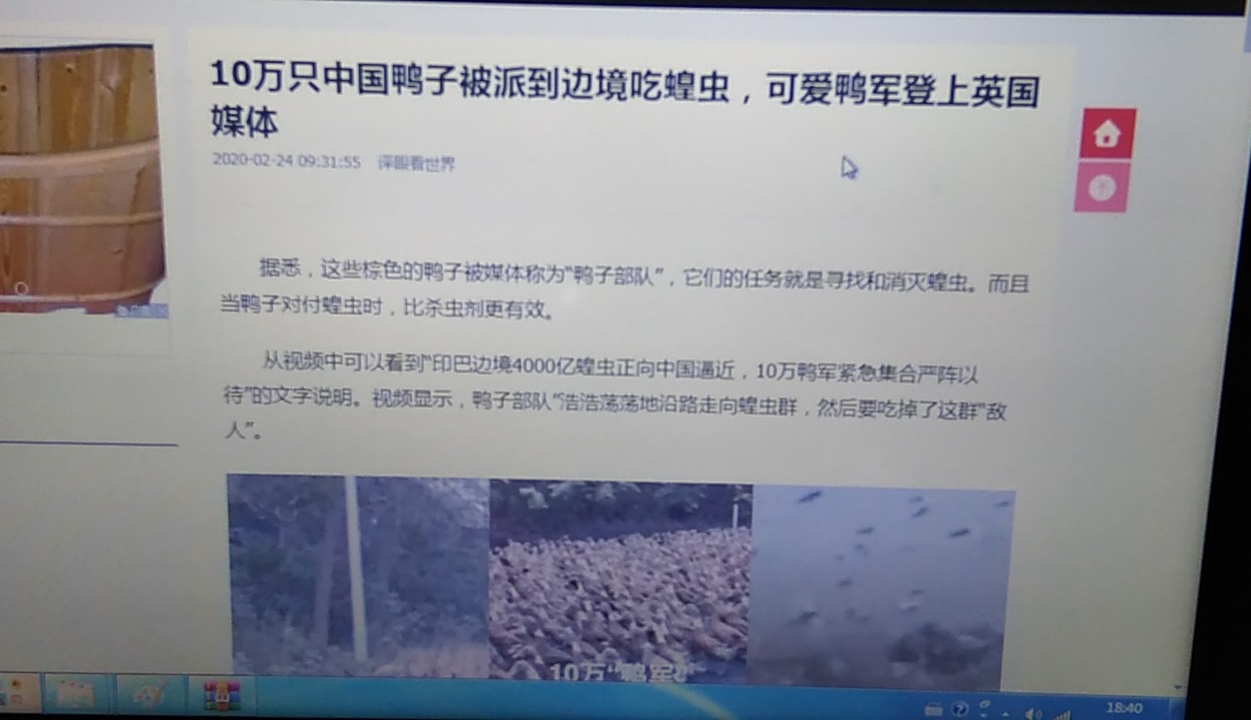 10万只中国鸭子被派到边境吃蝗虫，可爱鸭军登上英国
媒体
2020-02-24 09:31:55 译眼看世界
据悉，这些棕色的鸭子被媒体称为“鸭子部队”，它们的任务就是寻找和消灭蝗虫。而且
当鸭子对付蝗虫时，比杀虫剂更有效。
从视频中可以看到“印巴边境4000亿蝗虫正向中国逼近，10万鸭军紧急集合严阵以
待”的文字说明。视频显示，鸭子部队”浩浩荡荡地沿路走向蝗虫群，然后要吃掉了这群“敌
人”。
10万“鸭军”
18:40